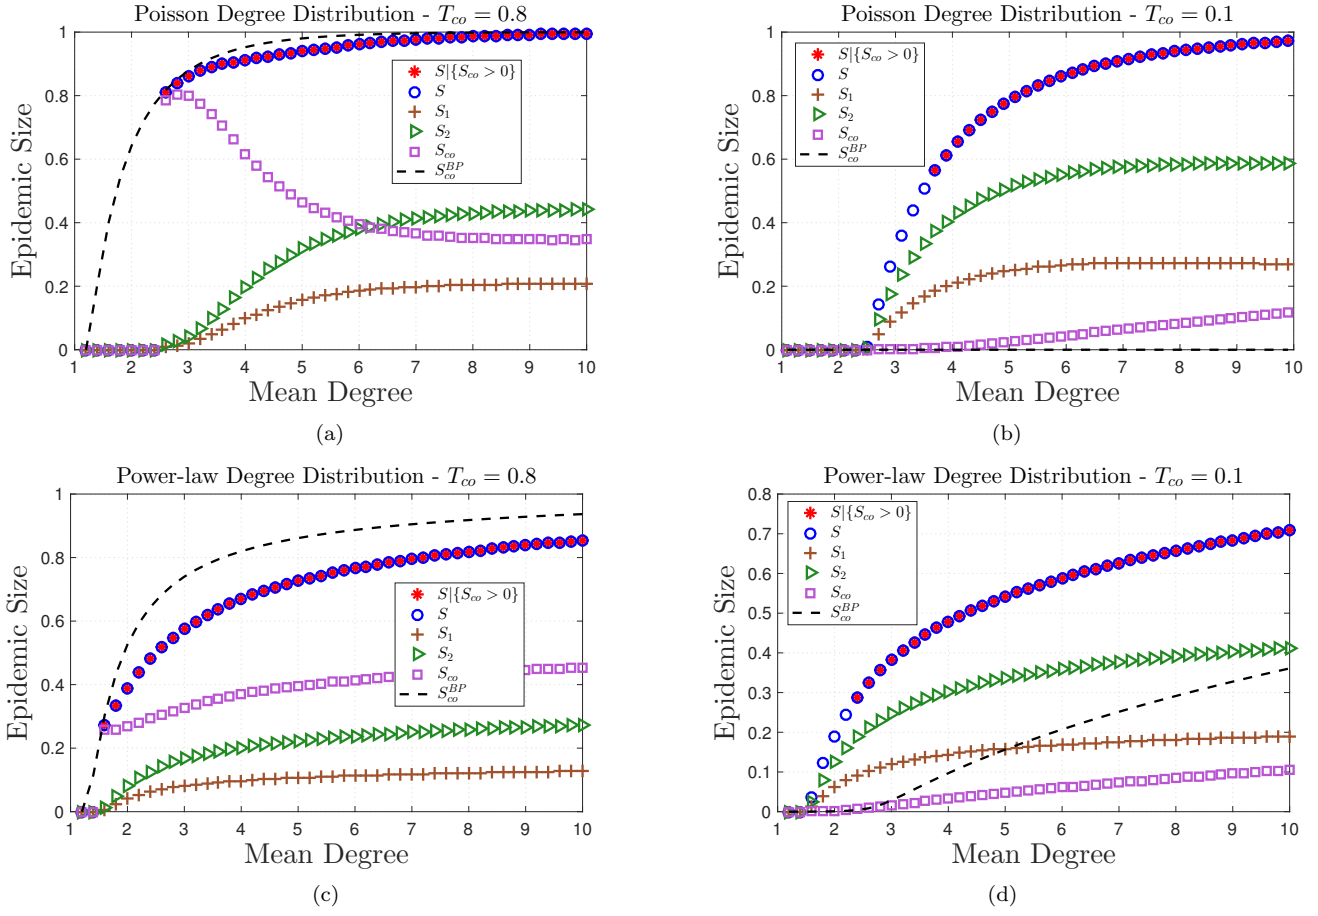 Poisson Degree Distribution - T_co = 0.8
Epidemic Size
1
0.8
0.6
0.4
0.2
0
S|{S_co > 0}
S
S_1
S_2
S_co
S_co^BP
1 2 3 4 5 6 7 8 9 10
Mean Degree
(a)
Poisson Degree Distribution - T_co = 0.1
Epidemic Size
1
0.8
0.6
0.4
0.2
0
S|{S_co > 0}
S
S_1
S_2
S_co
S_co^BP
1 2 3 4 5 6 7 8 9 10
Mean Degree
(b)
Power-law Degree Distribution - T_co = 0.8
Epidemic Size
1
0.8
0.6
0.4
0.2
0
S|{S_co > 0}
S
S_1
S_2
S_co
S_co^BP
1 2 3 4 5 6 7 8 9 10
Mean Degree
(c)
Power-law Degree Distribution - T_co = 0.1
Epidemic Size
0.8
0.7
0.6
0.5
0.4
0.3
0.2
0.1
0
S|{S_co > 0}
S
S_1
S_2
S_co
S_co^BP
1 2 3 4 5 6 7 8 9 10
Mean Degree
(d)